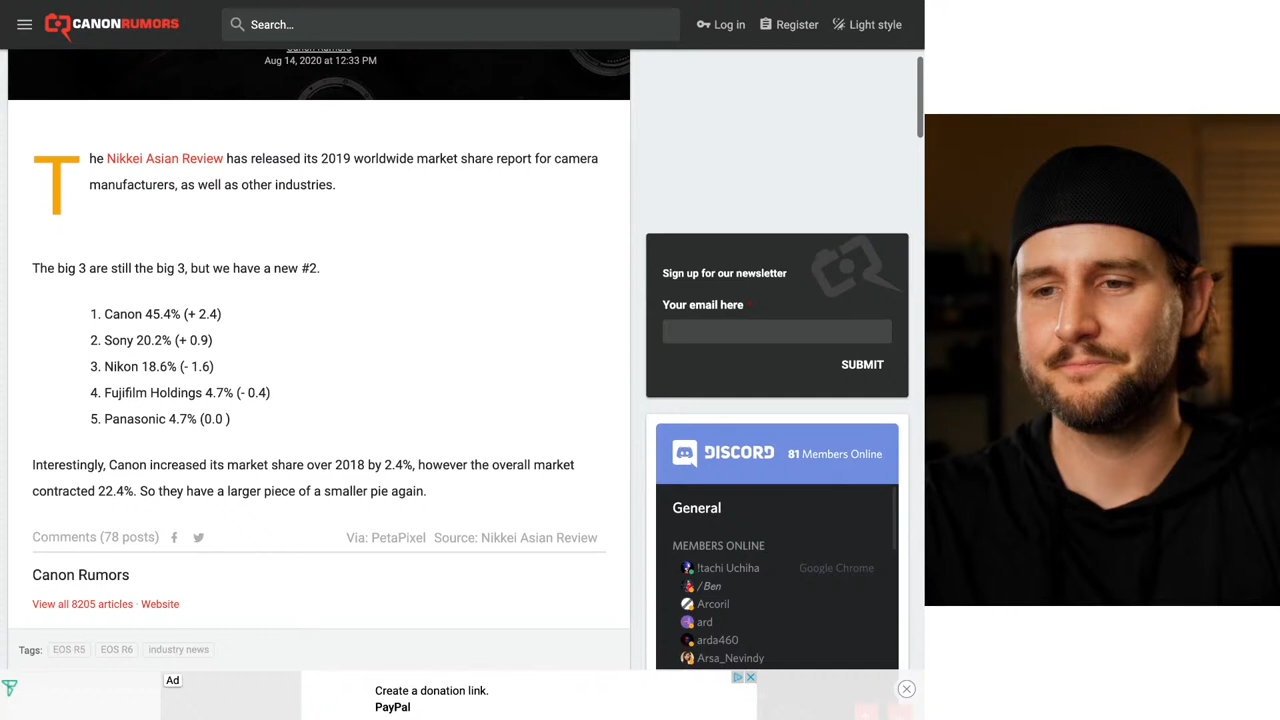 CANONRUMORS
Search…
Log in
Register
Light style
Canon Rumors
Aug 14, 2020 at 12:33 PM
The Nikkei Asian Review has released its 2019 worldwide market share report for camera
manufacturers, as well as other industries.
The big 3 are still the big 3, but we have a new #2.
1. Canon 45.4% (+ 2.4)
2. Sony 20.2% (+ 0.9)
3. Nikon 18.6% (- 1.6)
4. Fujifilm Holdings 4.7% (- 0.4)
5. Panasonic 4.7% (0.0 )
Interestingly, Canon increased its market share over 2018 by 2.4%, however the overall market
contracted 22.4%. So they have a larger piece of a smaller pie again.
Comments (78 posts)
Via: PetaPixel Source: Nikkei Asian Review
Canon Rumors
View all 8205 articles · Website
Tags: EOS R5 EOS R6 industry news
Sign up for our newsletter
Your email here *
SUBMIT
DISCORD 81 Members Online
General
MEMBERS ONLINE
!tachi Uchiha Google Chrome
/ Ben
Arcoril
ard
arda460
Arsa_Nevindy
Ad
Create a donation link.
PayPal